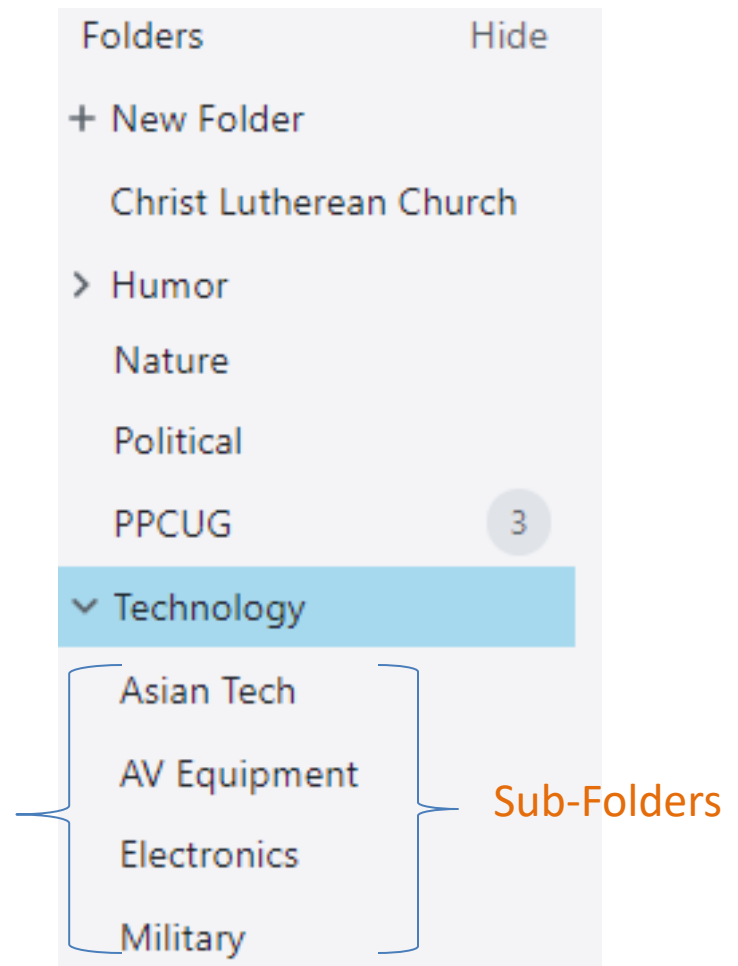 Folders Hide
+ New Folder
Christ Lutherean Church
> Humor
Nature
Political
PPCUG 3
Technology
Asian Tech
AV Equipment
Sub-Folders
Electronics
Military